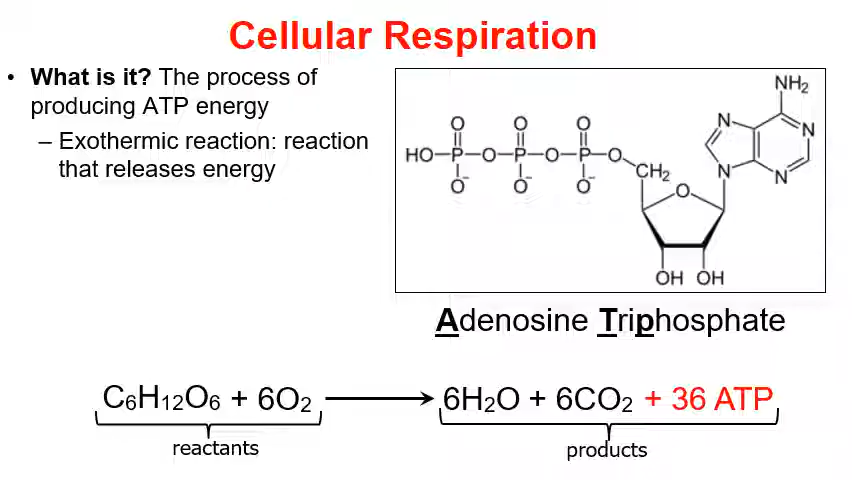 Cellular Respiration
• What is it? The process of
producing ATP energy
– Exothermic reaction: reaction
that releases energy
NH₂
O O O N N
HO–P–O–P–O–P–O CH₂ N N
O⁻ O⁻ O⁻ O
OH OH
Adenosine Triphosphate
C₆H₁₂O₆ + 6O₂ ⟶ 6H₂O + 6CO₂ + 36 ATP
reactants products